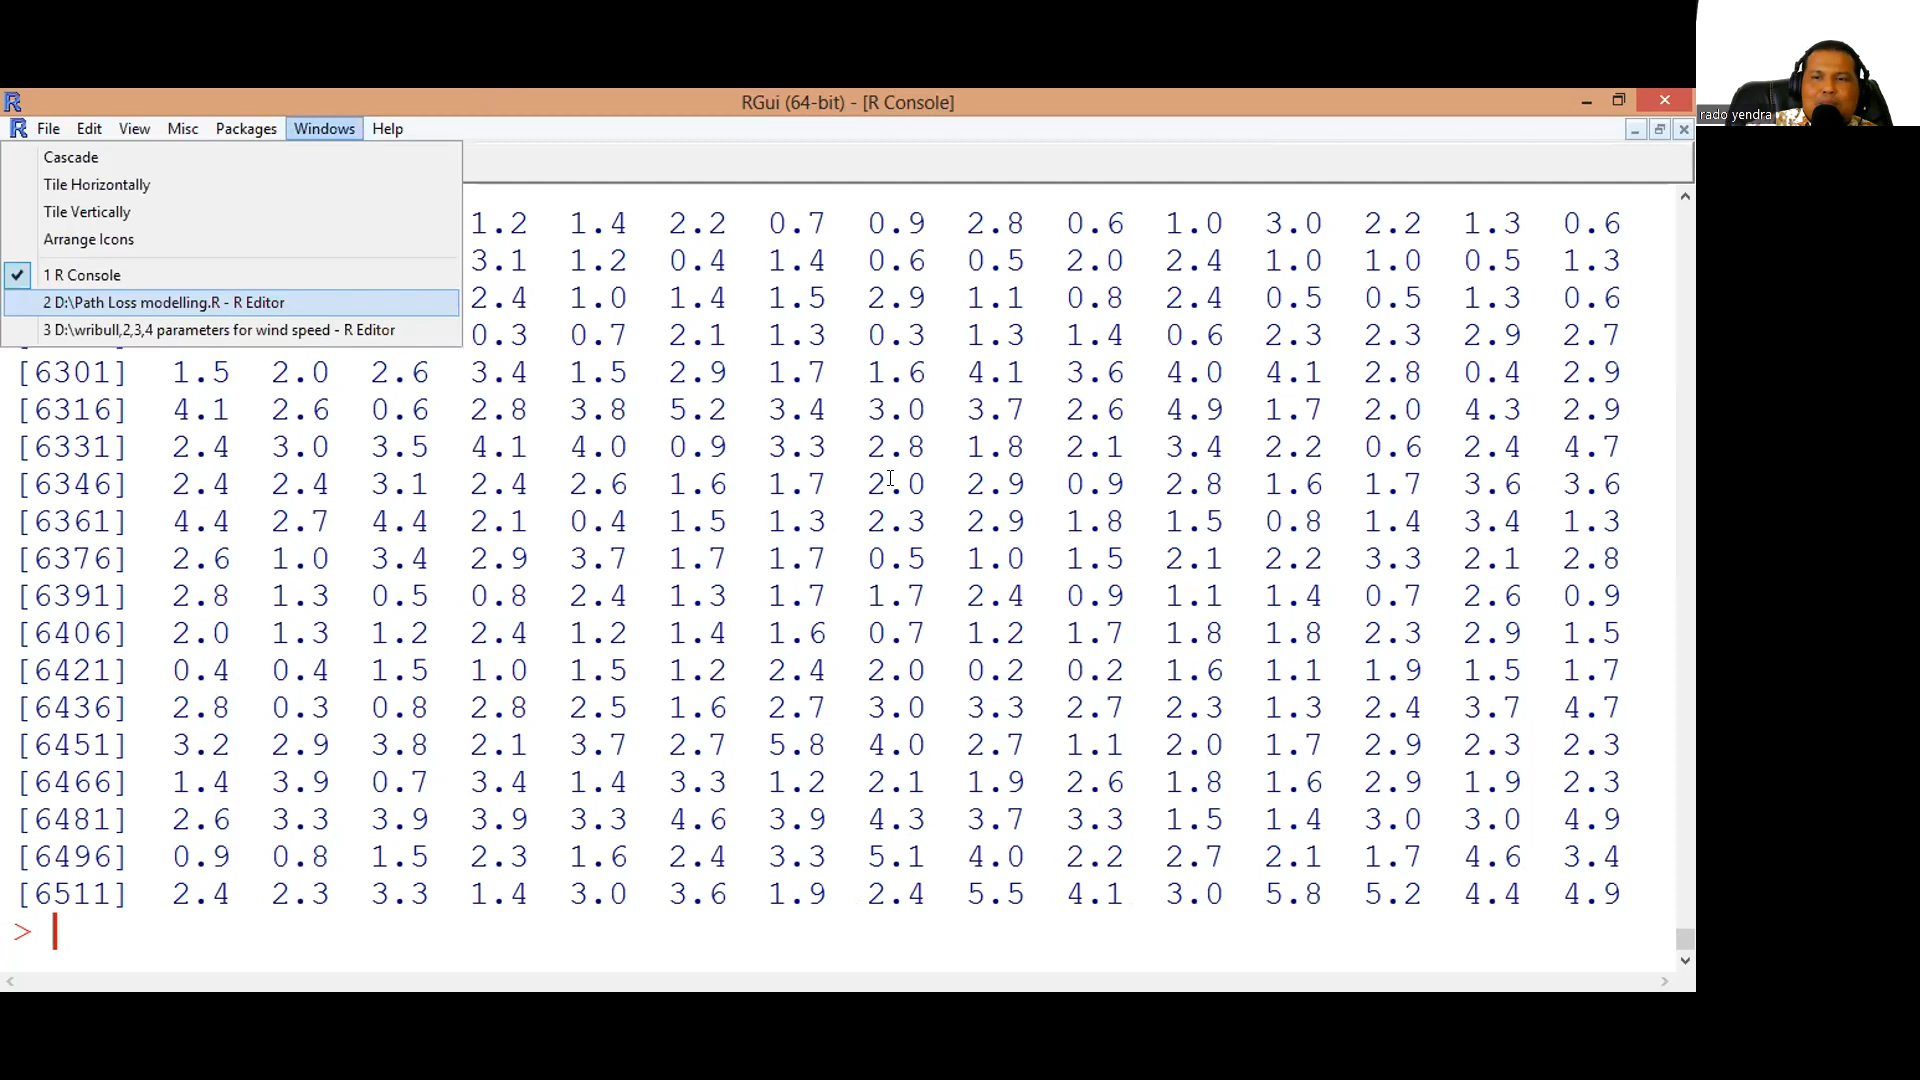 RGui (64-bit) - [R Console]
File Edit View Misc Packages Windows Help
rado yendra
Cascade
Tile Horizontally
Tile Vertically
Arrange Icons
1 R Console
2 D:\Path Loss modelling.R - R Editor
3 D:\wribull,2,3,4 parameters for wind speed - R Editor
1.2 1.4 2.2 0.7 0.9 2.8 0.6 1.0 3.0 2.2 1.3 0.6
3.1 1.2 0.4 1.4 0.6 0.5 2.0 2.4 1.0 1.0 0.5 1.3
2.4 1.0 1.4 1.5 2.9 1.1 0.8 2.4 0.5 0.5 1.3 0.6
0.3 0.7 2.1 1.3 0.3 1.3 1.4 0.6 2.3 2.3 2.9 2.7
[6301] 1.5 2.0 2.6 3.4 1.5 2.9 1.7 1.6 4.1 3.6 4.0 4.1 2.8 0.4 2.9
[6316] 4.1 2.6 0.6 2.8 3.8 5.2 3.4 3.0 3.7 2.6 4.9 1.7 2.0 4.3 2.9
[6331] 2.4 3.0 3.5 4.1 4.0 0.9 3.3 2.8 1.8 2.1 3.4 2.2 0.6 2.4 4.7
[6346] 2.4 2.4 3.1 2.4 2.6 1.6 1.7 2.0 2.9 0.9 2.8 1.6 1.7 3.6 3.6
[6361] 4.4 2.7 4.4 2.1 0.4 1.5 1.3 2.3 2.9 1.8 1.5 0.8 1.4 3.4 1.3
[6376] 2.6 1.0 3.4 2.9 3.7 1.7 1.7 0.5 1.0 1.5 2.1 2.2 3.3 2.1 2.8
[6391] 2.8 1.3 0.5 0.8 2.4 1.3 1.7 1.7 2.4 0.9 1.1 1.4 0.7 2.6 0.9
[6406] 2.0 1.3 1.2 2.4 1.2 1.4 1.6 0.7 1.2 1.7 1.8 1.8 2.3 2.9 1.5
[6421] 0.4 0.4 1.5 1.0 1.5 1.2 2.4 2.0 0.2 0.2 1.6 1.1 1.9 1.5 1.7
[6436] 2.8 0.3 0.8 2.8 2.5 1.6 2.7 3.0 3.3 2.7 2.3 1.3 2.4 3.7 4.7
[6451] 3.2 2.9 3.8 2.1 3.7 2.7 5.8 4.0 2.7 1.1 2.0 1.7 2.9 2.3 2.3
[6466] 1.4 3.9 0.7 3.4 1.4 3.3 1.2 2.1 1.9 2.6 1.8 1.6 2.9 1.9 2.3
[6481] 2.6 3.3 3.9 3.9 3.3 4.6 3.9 4.3 3.7 3.3 1.5 1.4 3.0 3.0 4.9
[6496] 0.9 0.8 1.5 2.3 1.6 2.4 3.3 5.1 4.0 2.2 2.7 2.1 1.7 4.6 3.4
[6511] 2.4 2.3 3.3 1.4 3.0 3.6 1.9 2.4 5.5 4.1 3.0 5.8 5.2 4.4 4.9
>